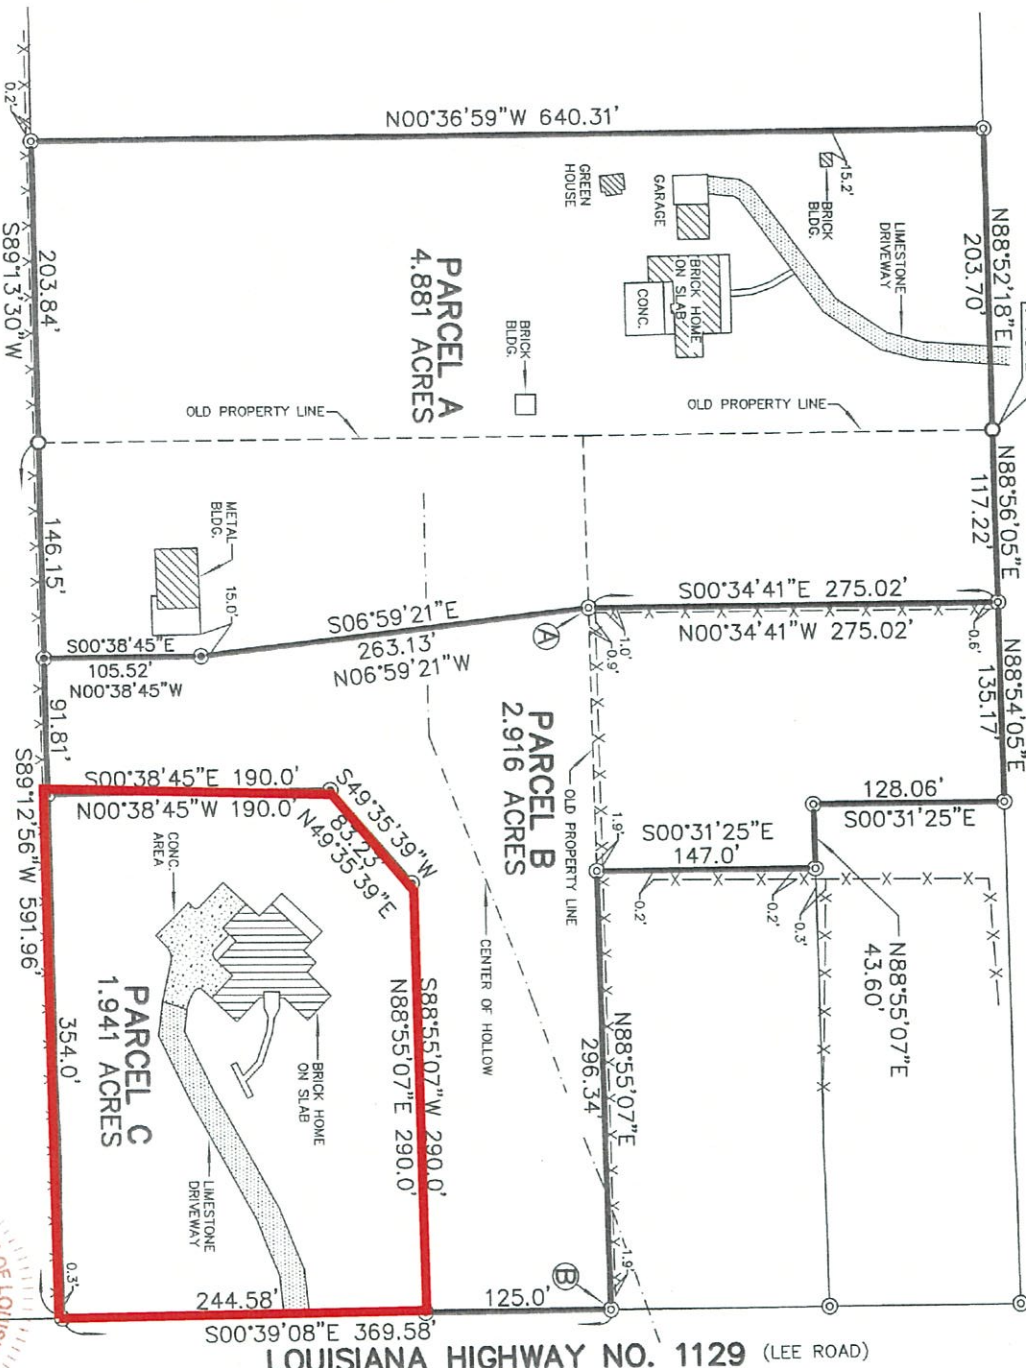 N00°36'59"W 640.31'
0.2'
15.2'
BRICK
BLDG.
GREEN
HOUSE
GARAGE
LIMESTONE
DRIVEWAY
N88°52'18"E
203.70'
BRICK HOME
ON SLAB
CONC.
203.84'
S89°13'30"W
PARCEL A
4.881 ACRES
BRICK
BLDG.
OLD PROPERTY LINE
OLD PROPERTY LINE
N88°56'05"E
117.22'
METAL
BLDG.
15.0'
146.15'
S00°34'41"E 275.02'
N00°34'41"W 275.02'
S06°59'21"E
263.13'
N06°59'21"W
S00°38'45"E
105.52'
N00°38'45"W
A
1.0'
0.9'
0.6'
N88°54'05"E
135.17'
91.81'
PARCEL B
2.916 ACRES
OLD PROPERTY LINE
1.9'
128.06'
S00°31'25"E
S00°31'25"E
147.0'
0.2'
0.2'
0.3'
N88°55'07"E
43.60'
S00°38'45"E 190.0'
N00°38'45"W 190.0'
S49°35'39"W
83.23'
N49°35'39"E
S89°12'56"W 591.96'
CONC.
AREA
CENTER OF HOLLOW
S88°55'07"W 290.0'
N88°55'07"E 290.0'
N88°55'07"E
296.34'
PARCEL C
1.941 ACRES
BRICK HOME
ON SLAB
354.0'
LIMESTONE
DRIVEWAY
0.3'
1.9'
B
244.58'
125.0'
S00°39'08"E 369.58'
LOUISIANA HIGHWAY NO. 1129 (LEE ROAD)